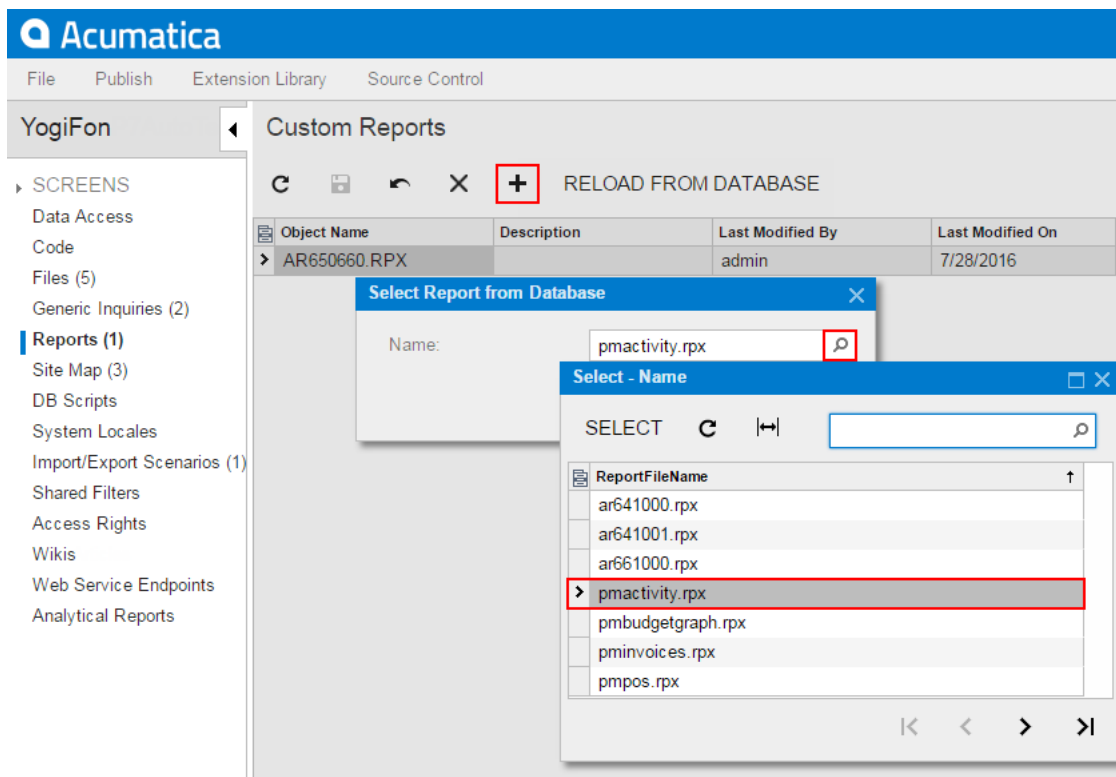 Acumatica
File Publish Extension Library Source Control
YogiFon
Custom Reports
SCREENS
Data Access
Code
Files (5)
Generic Inquiries (2)
Reports (1)
Site Map (3)
DB Scripts
System Locales
Import/Export Scenarios (1)
Shared Filters
Access Rights
Wikis
Web Service Endpoints
Analytical Reports
RELOAD FROM DATABASE
Object Name Description Last Modified By Last Modified On
AR650660.RPX admin 7/28/2016
Select Report from Database
Name: pmactivity.rpx
Select - Name
SELECT
ReportFileName
ar641000.rpx
ar641001.rpx
ar661000.rpx
pmactivity.rpx
pmbudgetgraph.rpx
pminvoices.rpx
pmpos.rpx